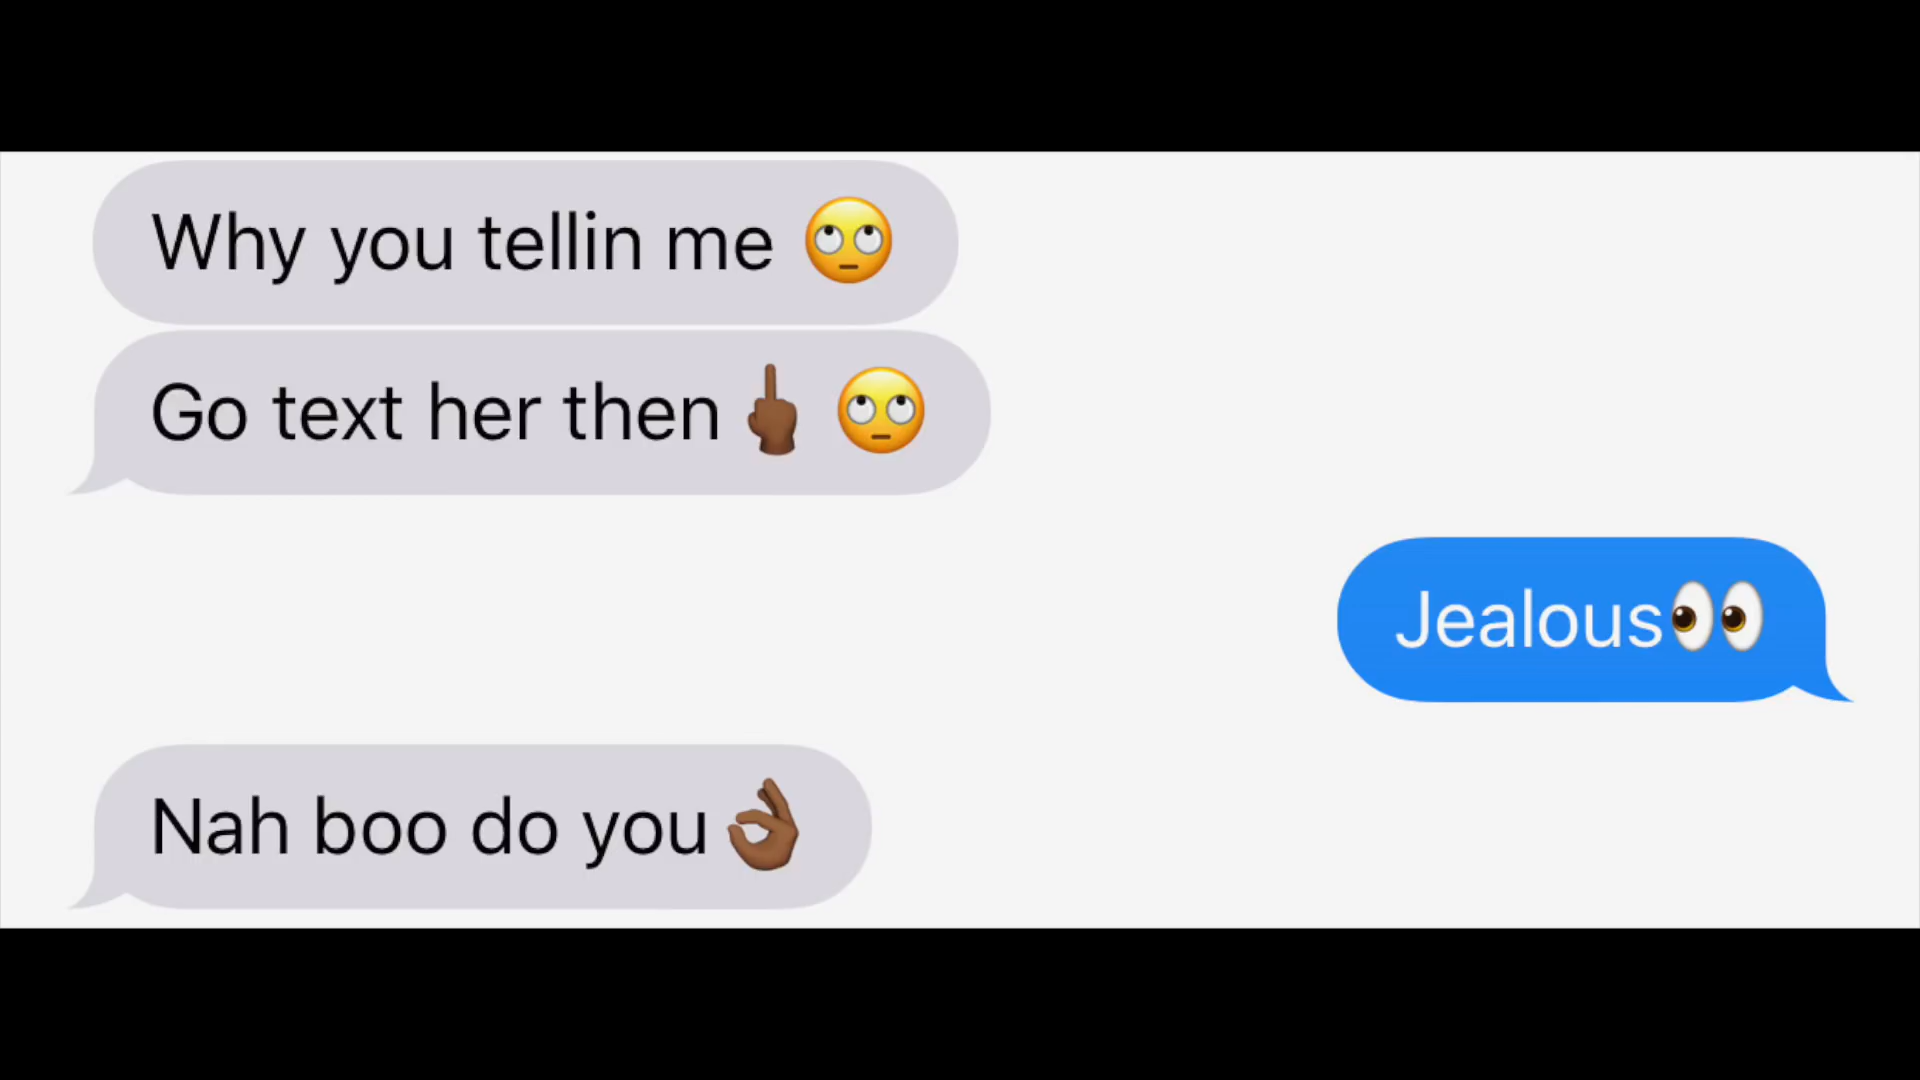 Why you tellin me 🙄
Go text her then🖕🏾 🙄
Jealous👀
Nah boo do you👌🏾